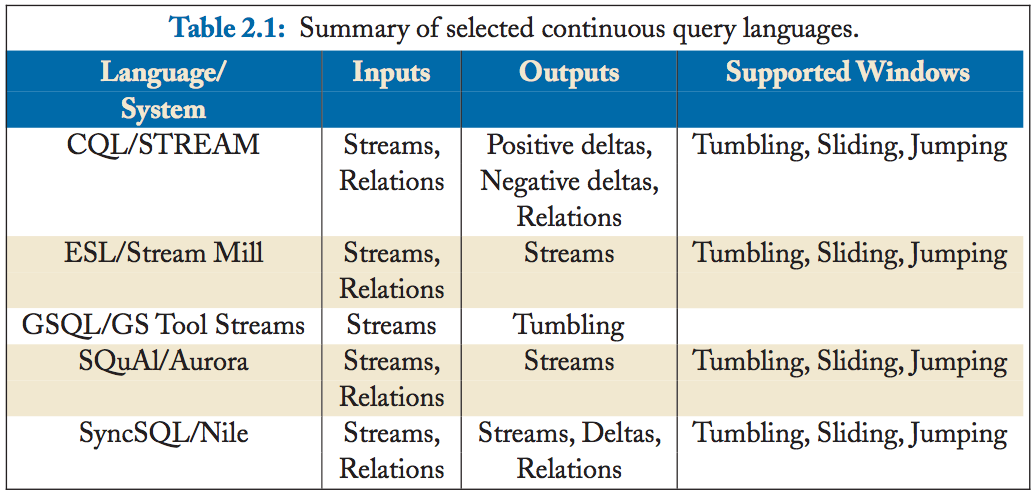 Table 2.1: Summary of selected continuous query languages.
Language/ Inputs Outputs Supported Windows
System
CQL/STREAM Streams, Positive deltas, Tumbling, Sliding, Jumping
Relations Negative deltas,
Relations
ESL/Stream Mill Streams, Streams Tumbling, Sliding, Jumping
Relations
GSQL/GS Tool Streams Streams Tumbling
SQuAl/Aurora Streams, Streams Tumbling, Sliding, Jumping
Relations
SyncSQL/Nile Streams, Streams, Deltas, Tumbling, Sliding, Jumping
Relations Relations